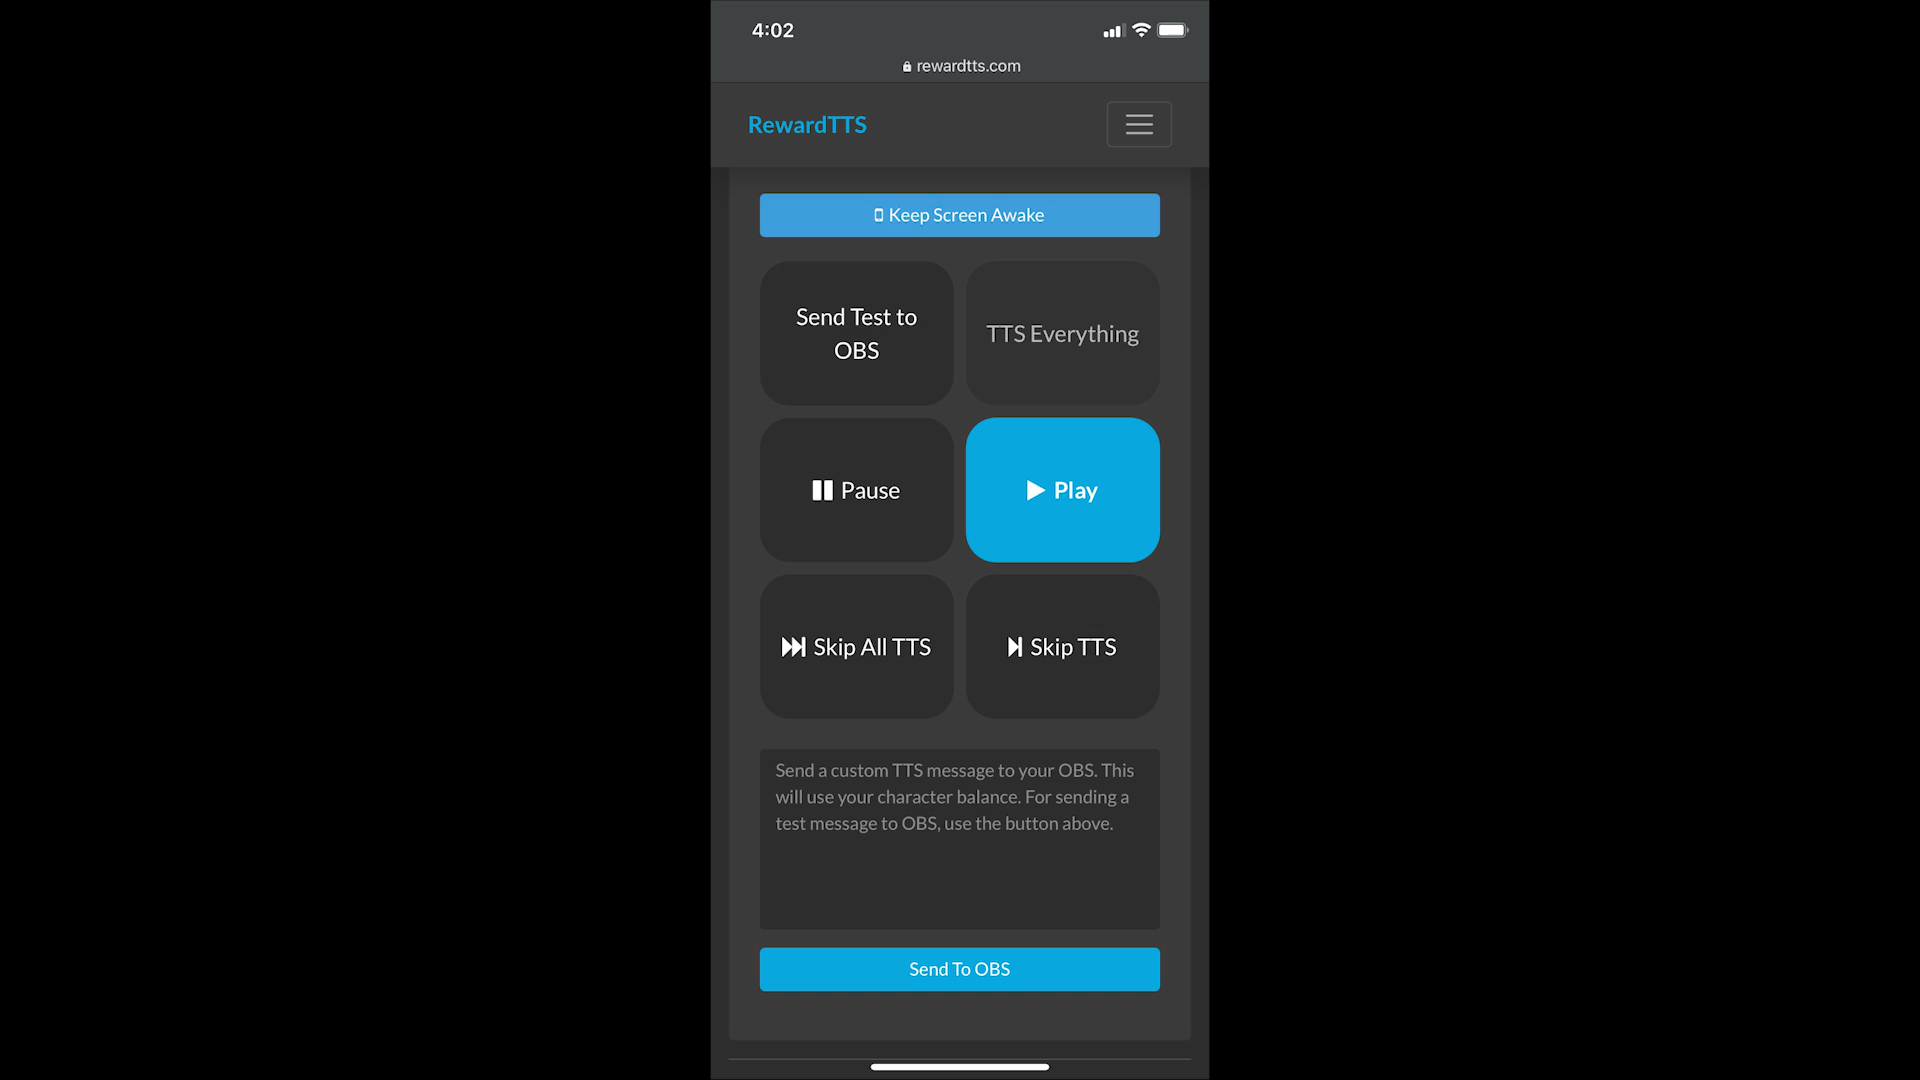 4:02
rewardtts.com
RewardTTS
Keep Screen Awake
Send Test to
OBS
TTS Everything
Pause
Play
Skip All TTS
Skip TTS
Send a custom TTS message to your OBS. This
will use your character balance. For sending a
test message to OBS, use the button above.
Send To OBS